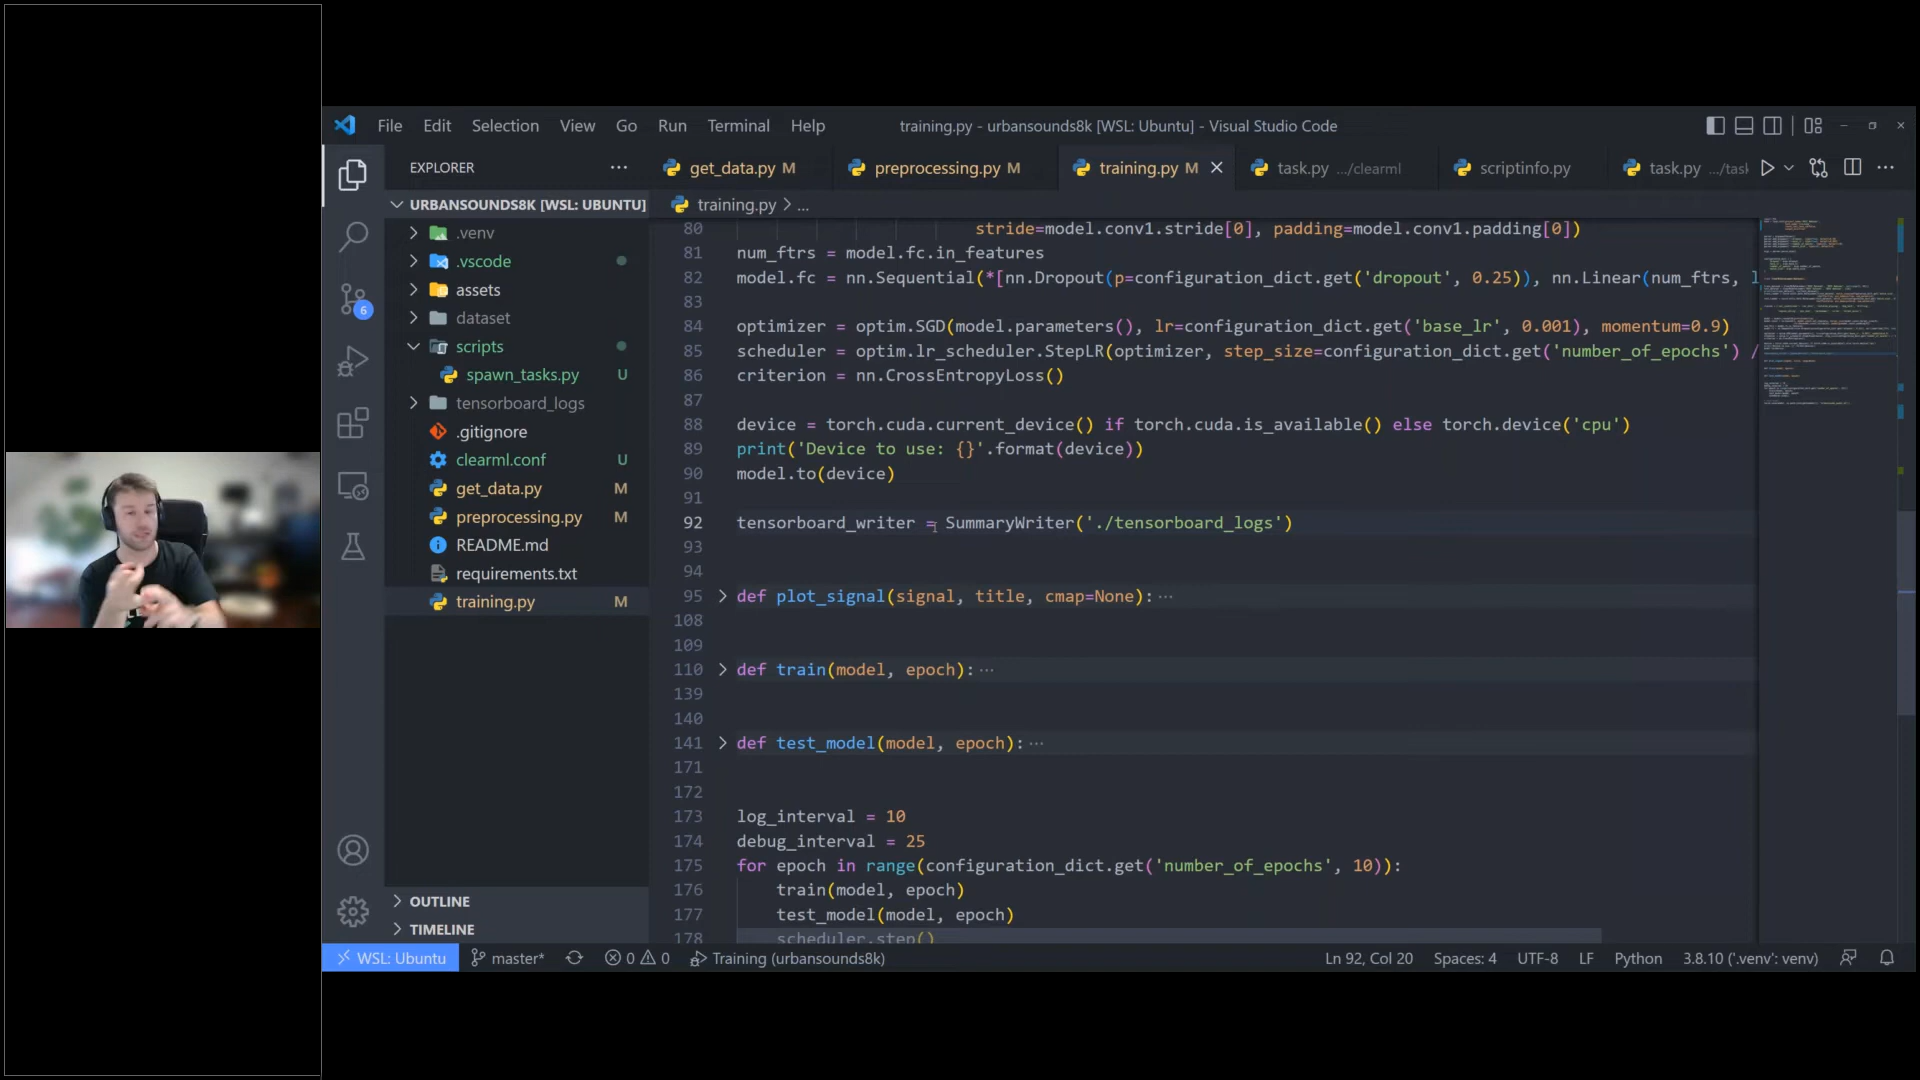 File Edit Selection View Go Run Terminal Help
training.py - urbansounds8k [WSL: Ubuntu] - Visual Studio Code
EXPLORER
get_data.py M
preprocessing.py M
training.py M
task.py .../clearml
scriptinfo.py
task.py .../task
URBANSOUNDS8K [WSL: UBUNTU]
.venv
.vscode
assets
dataset
scripts
spawn_tasks.py U
tensorboard_logs
.gitignore
clearml.conf U
get_data.py M
preprocessing.py M
README.md
requirements.txt
training.py M
OUTLINE
TIMELINE
6
training.py > ...
80 stride=model.conv1.stride[0], padding=model.conv1.padding[0])
81 num_ftrs = model.fc.in_features
82 model.fc = nn.Sequential(*[nn.Dropout(p=configuration_dict.get('dropout', 0.25)), nn.Linear(num_ftrs, l
83
84 optimizer = optim.SGD(model.parameters(), lr=configuration_dict.get('base_lr', 0.001), momentum=0.9)
85 scheduler = optim.lr_scheduler.StepLR(optimizer, step_size=configuration_dict.get('number_of_epochs') /
86 criterion = nn.CrossEntropyLoss()
87
88 device = torch.cuda.current_device() if torch.cuda.is_available() else torch.device('cpu')
89 print('Device to use: {}'.format(device))
90 model.to(device)
91
92 tensorboard_writer = SummaryWriter('./tensorboard_logs')
93
94
95 def plot_signal(signal, title, cmap=None): ...
108
109
110 def train(model, epoch): ...
139
140
141 def test_model(model, epoch): ...
171
172
173 log_interval = 10
174 debug_interval = 25
175 for epoch in range(configuration_dict.get('number_of_epochs', 10)):
176 train(model, epoch)
177 test_model(model, epoch)
178 scheduler.step()
WSL: Ubuntu master* 0 0 Training (urbansounds8k) Ln 92, Col 20 Spaces: 4 UTF-8 LF Python 3.8.10 ('.venv': venv)